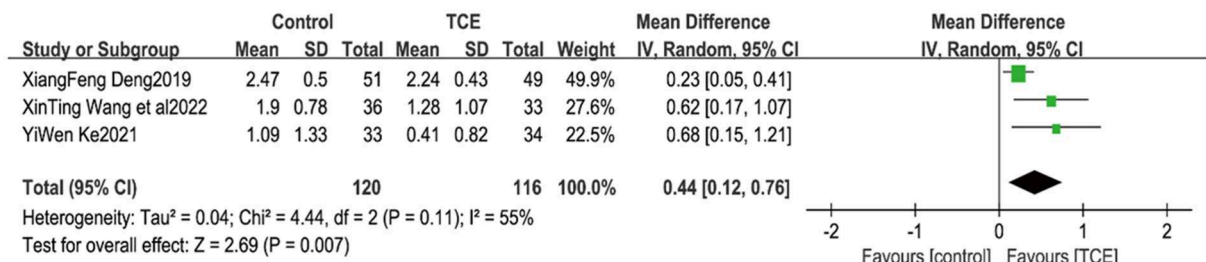 Control TCE Mean Difference Mean Difference
Study or Subgroup Mean SD Total Mean SD Total Weight IV, Random, 95% CI IV, Random, 95% CI
XiangFeng Deng2019 2.47 0.5 51 2.24 0.43 49 49.9% 0.23 [0.05, 0.41]
XinTing Wang et al2022 1.9 0.78 36 1.28 1.07 33 27.6% 0.62 [0.17, 1.07]
YiWen Ke2021 1.09 1.33 33 0.41 0.82 34 22.5% 0.68 [0.15, 1.21]
Total (95% CI) 120 116 100.0% 0.44 [0.12, 0.76]
Heterogeneity: Tau² = 0.04; Chi² = 4.44, df = 2 (P = 0.11); I² = 55%
Test for overall effect: Z = 2.69 (P = 0.007)
-2 -1 0 1 2
Favours [control] Favours [TCE]